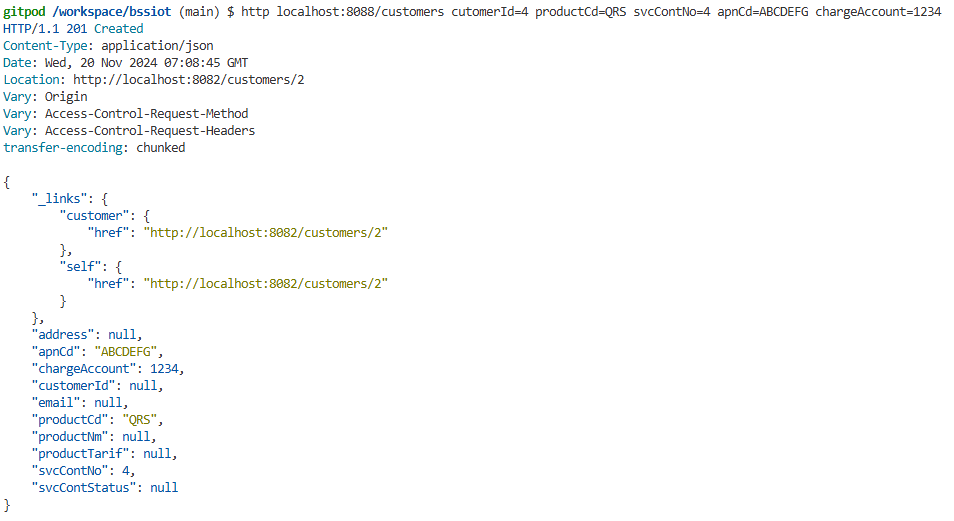 gitpod /workspace/bssiot (main) $ http localhost:8088/customers cutomerId=4 productCd=QRS svcContNo=4 apnCd=ABCDEFG chargeAccount=1234
HTTP/1.1 201 Created
Content-Type: application/json
Date: Wed, 20 Nov 2024 07:08:45 GMT
Location: http://localhost:8082/customers/2
Vary: Origin
Vary: Access-Control-Request-Method
Vary: Access-Control-Request-Headers
transfer-encoding: chunked

{
    "_links": {
        "customer": {
            "href": "http://localhost:8082/customers/2"
        },
        "self": {
            "href": "http://localhost:8082/customers/2"
        }
    },
    "address": null,
    "apnCd": "ABCDEFG",
    "chargeAccount": 1234,
    "customerId": null,
    "email": null,
    "productCd": "QRS",
    "productNm": null,
    "productTarif": null,
    "svcContNo": 4,
    "svcContStatus": null
}